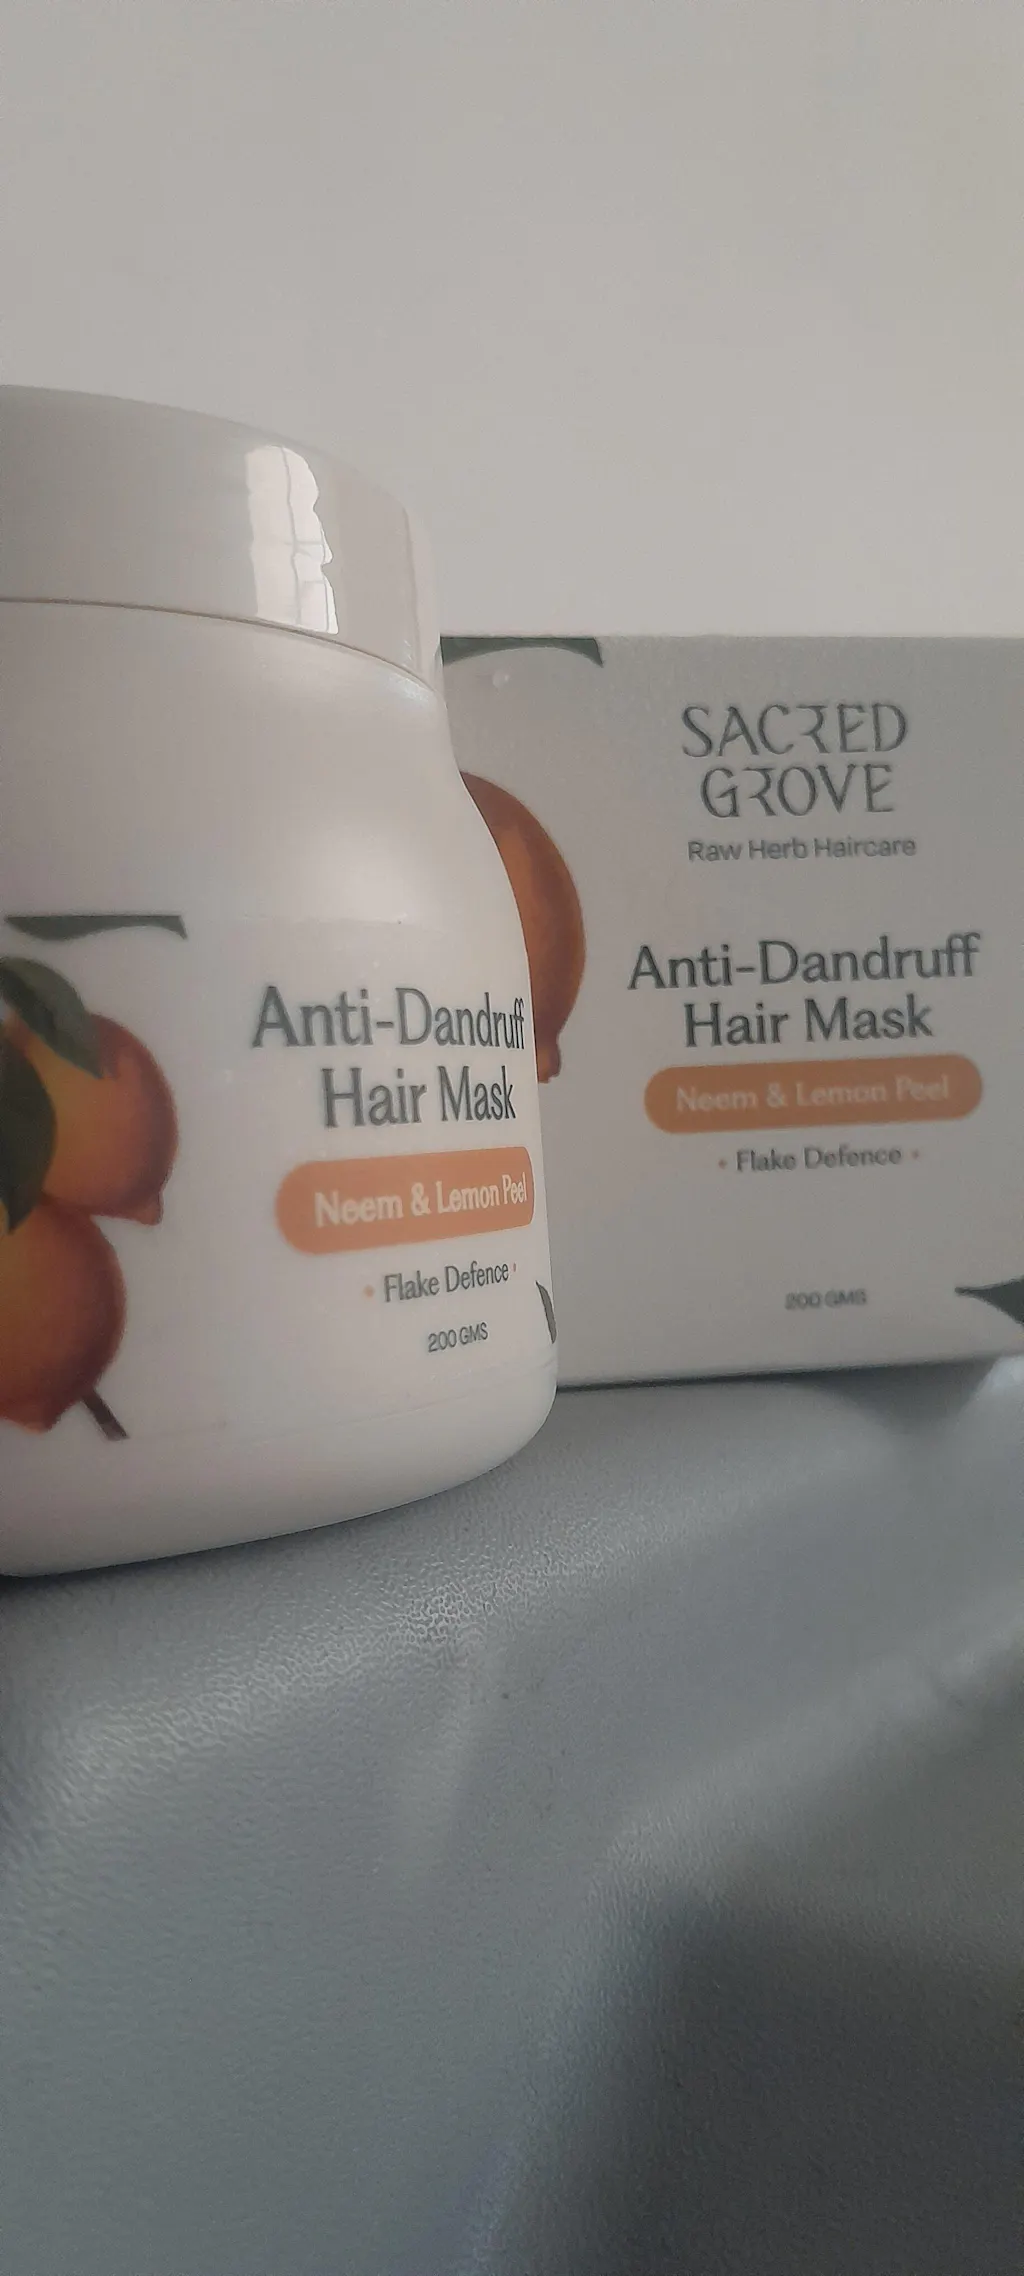 Anti-Dandruff
Hair Mask
Neem & Lemon Peel
• Flake Defence •
200 GMS
SACRED
GROVE
Raw Herb Haircare
Anti-Dandruff
Hair Mask
Neem & Lemon Peel
• Flake Defence •
200 GMS